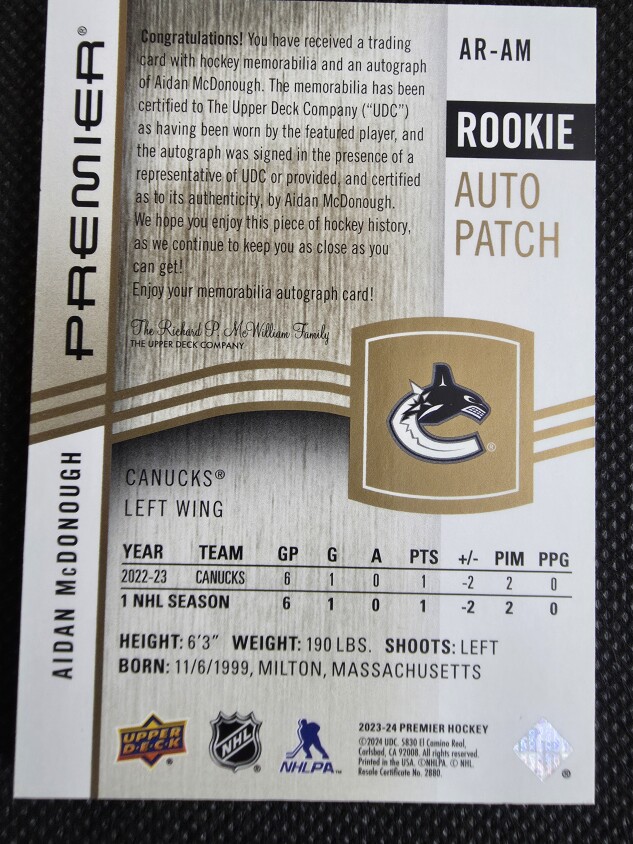 PREMIER®
AIDAN McDONOUGH
Congratulations! You have received a trading
card with hockey memorabilia and an autograph
of Aidan McDonough. The memorabilia has been
certified to The Upper Deck Company (“UDC”)
as having been worn by the featured player, and
the autograph was signed in the presence of a
representative of UDC or provided, and certified
as to its authenticity, by Aidan McDonough.
We hope you enjoy this piece of hockey history,
as we continue to keep you as close as you
can get!
Enjoy your memorabilia autograph card!
The Richard P. McWilliam Family
THE UPPER DECK COMPANY
AR-AM
ROOKIE
AUTO
PATCH
®
CANUCKS®
LEFT WING
YEAR TEAM GP G A PTS +/- PIM PPG
2022-23 CANUCKS 6 1 0 1 -2 2 0
1 NHL SEASON 6 1 0 1 -2 2 0
HEIGHT: 6'3" WEIGHT: 190 LBS. SHOOTS: LEFT
BORN: 11/6/1999, MILTON, MASSACHUSETTS
UPPER
DECK®
NHL®
NHLPA™
2023-24 PREMIER HOCKEY
©2024 UDC. 5830 El Camino Real,
Carlsbad, CA 92008. All rights reserved.
Printed in the USA. ©NHLPA. © NHL
Resale Certificate No. 2880.
®